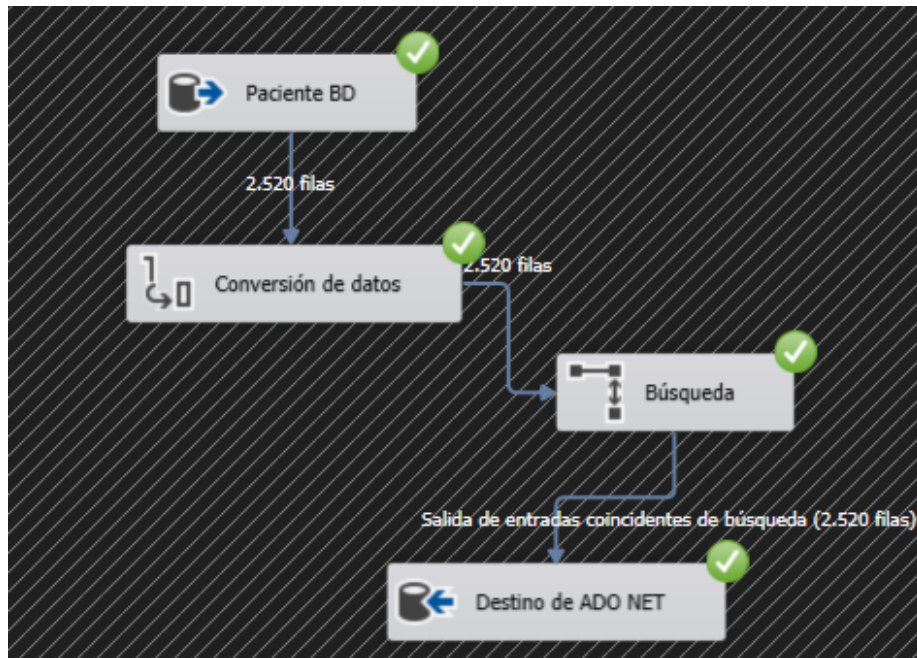 Paciente BD
2.520 filas
Conversión de datos
2.520 filas
Búsqueda
Salida de entradas coincidentes de búsqueda (2.520 filas)
Destino de ADO NET